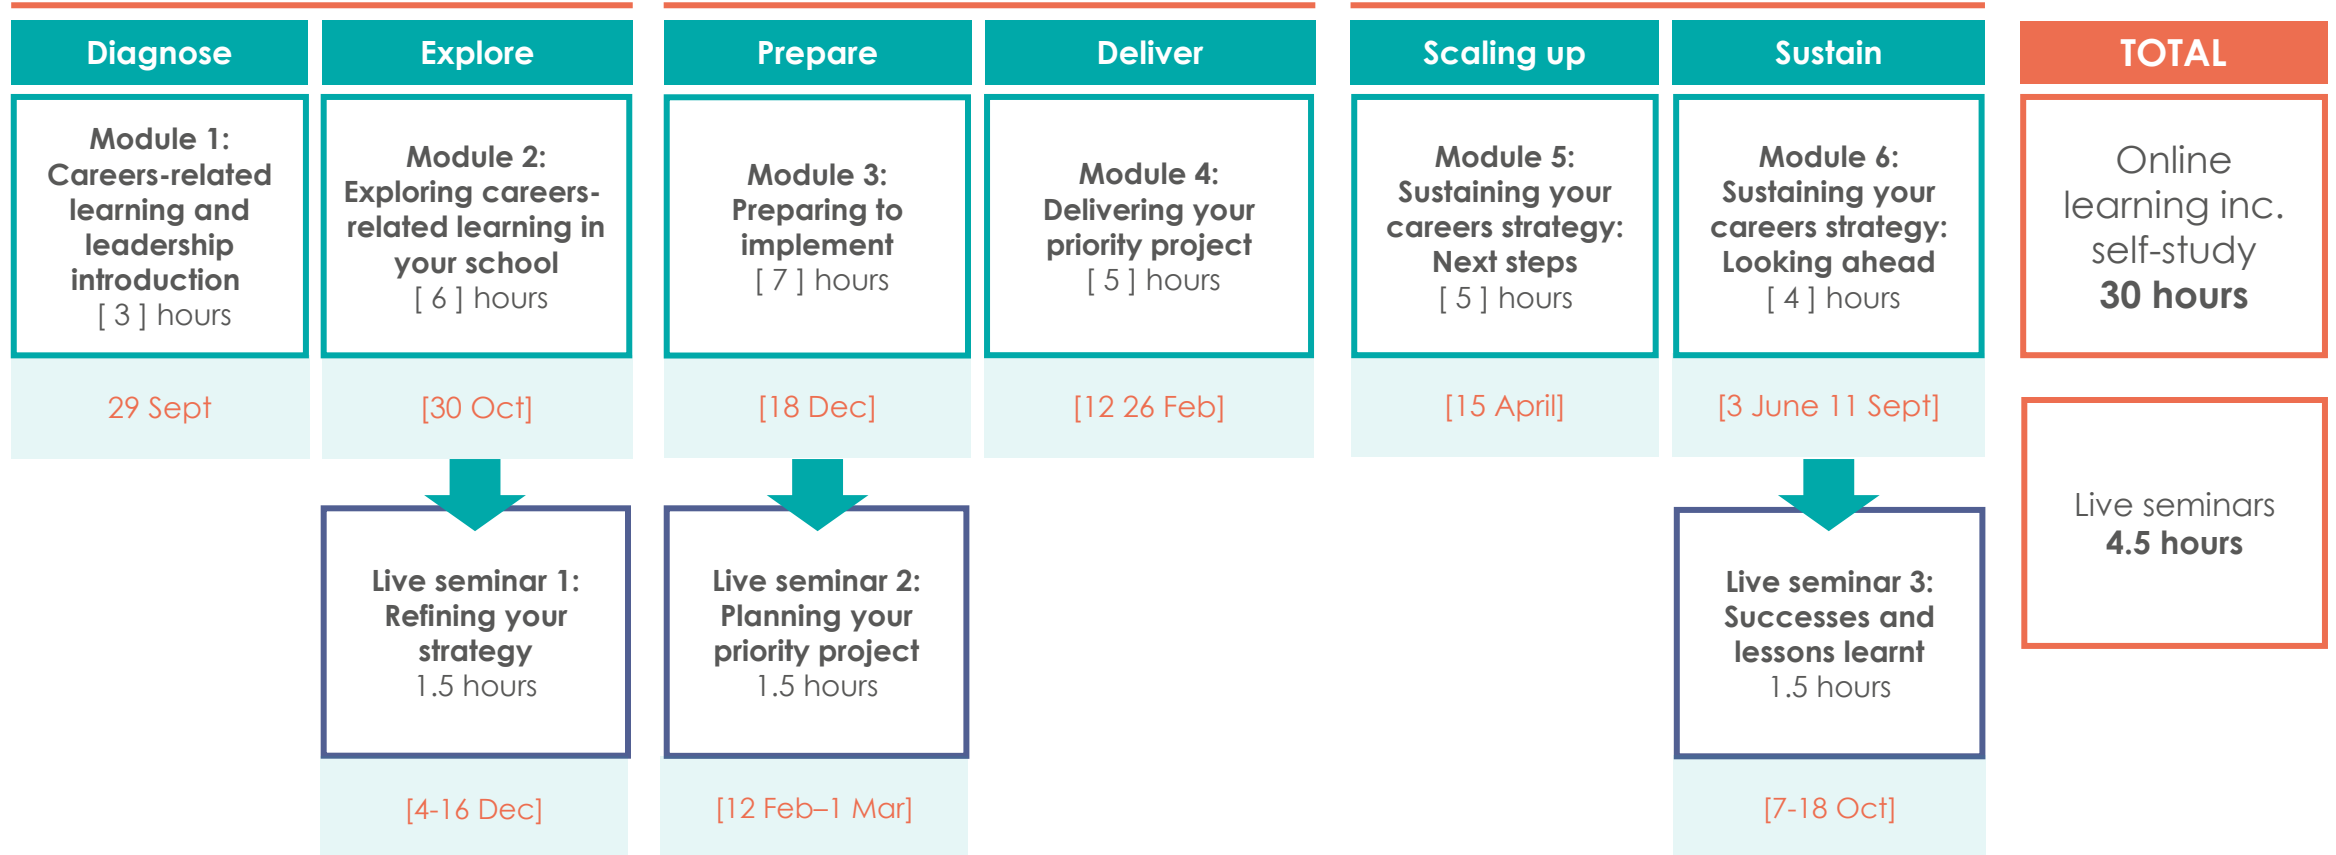 Diagnose
Explore
Prepare
Deliver
Scaling up
Sustain
TOTAL
Module 1:
Careers-related
learning and
leadership
introduction
[ 3 ] hours
Module 2:
Exploring careers-
related learning in
your school
[ 6 ] hours
Module 3:
Preparing to
implement
[ 7 ] hours
Module 4:
Delivering your
priority project
[ 5 ] hours
Module 5:
Sustaining your
careers strategy:
Next steps
[ 5 ] hours
Module 6:
Sustaining your
careers strategy:
Looking ahead
[ 4 ] hours
Online
learning inc.
self-study
30 hours
29 Sept
[30 Oct]
[18 Dec]
[12 26 Feb]
[15 April]
[3 June 11 Sept]
Live seminar 1:
Refining your
strategy
1.5 hours
Live seminar 2:
Planning your
priority project
1.5 hours
Live seminar 3:
Successes and
lessons learnt
1.5 hours
Live seminars
4.5 hours
[4-16 Dec]
[12 Feb–1 Mar]
[7-18 Oct]